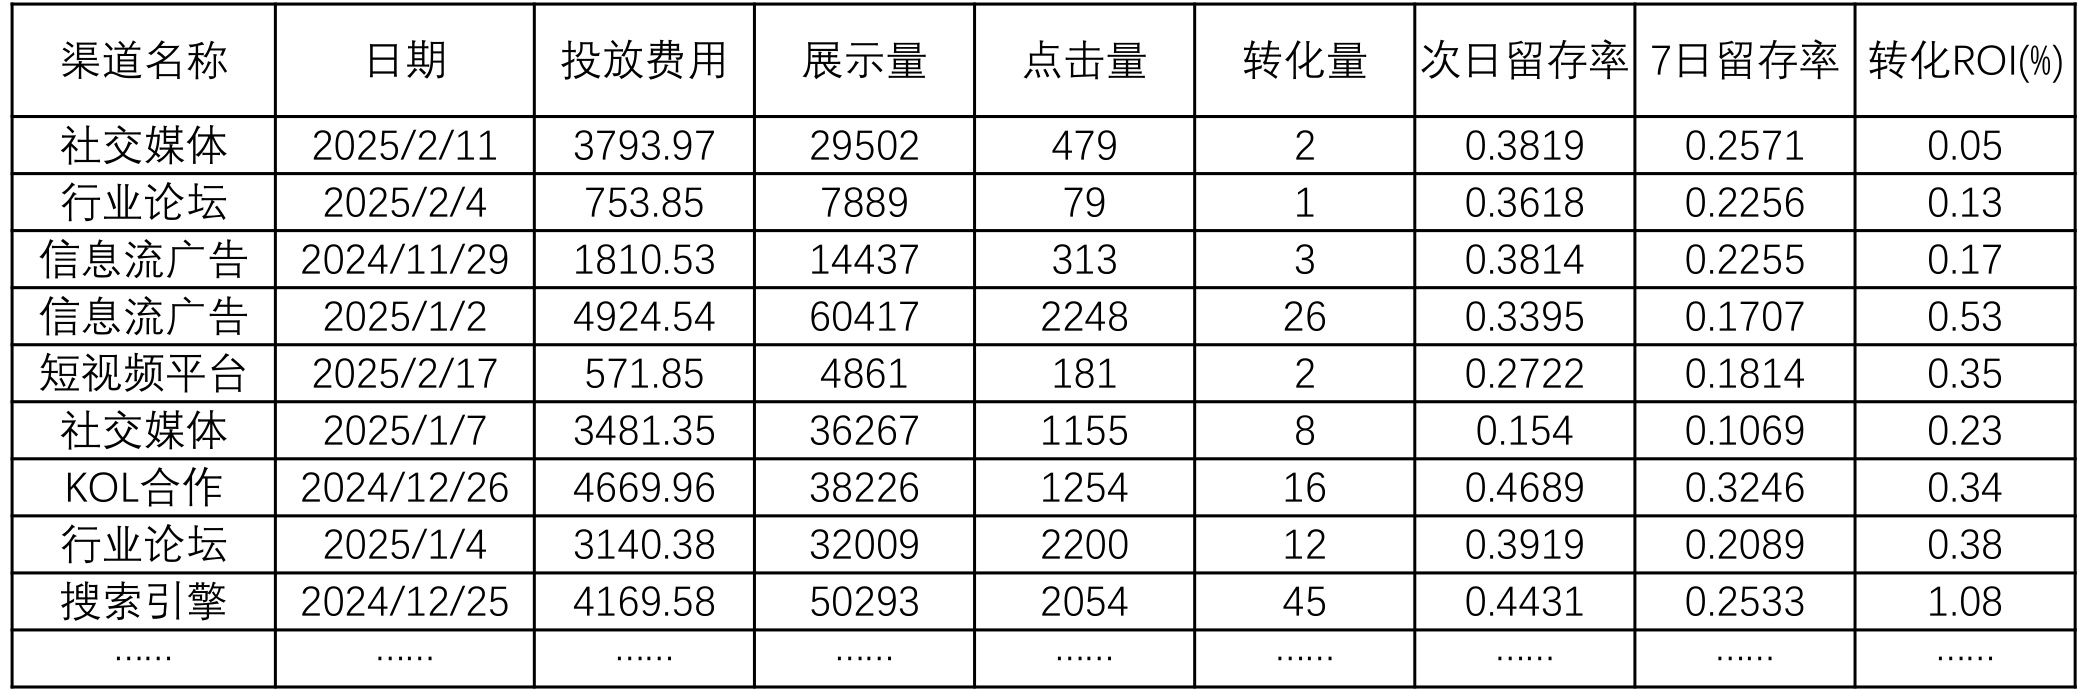 渠道名称 日期 投放费用 展示量 点击量 转化量 次日留存率 7日留存率 转化ROI(%)
社交媒体 2025/2/11 3793.97 29502 479 2 0.3819 0.2571 0.05
行业论坛 2025/2/4 753.85 7889 79 1 0.3618 0.2256 0.13
信息流广告 2024/11/29 1810.53 14437 313 3 0.3814 0.2255 0.17
信息流广告 2025/1/2 4924.54 60417 2248 26 0.3395 0.1707 0.53
短视频平台 2025/2/17 571.85 4861 181 2 0.2722 0.1814 0.35
社交媒体 2025/1/7 3481.35 36267 1155 8 0.154 0.1069 0.23
KOL合作 2024/12/26 4669.96 38226 1254 16 0.4689 0.3246 0.34
行业论坛 2025/1/4 3140.38 32009 2200 12 0.3919 0.2089 0.38
搜索引擎 2024/12/25 4169.58 50293 2054 45 0.4431 0.2533 1.08
…… …… …… …… …… …… …… …… ……